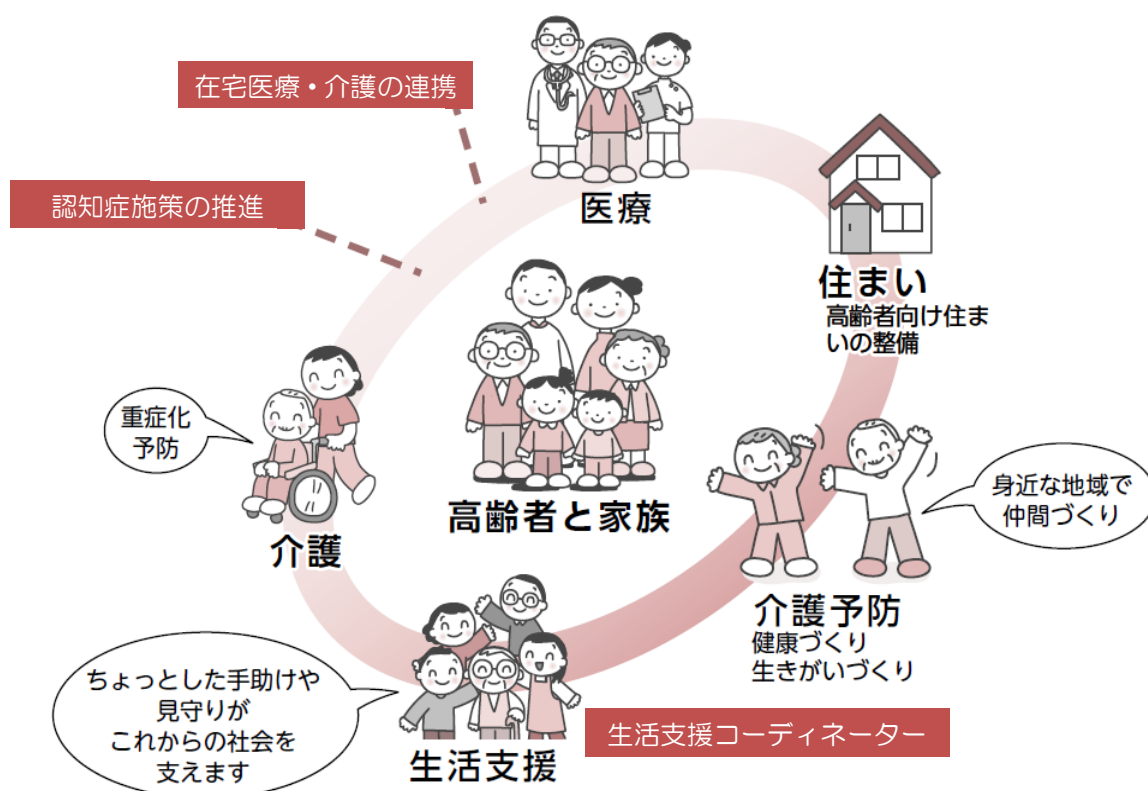 在宅医療・介護の連携
認知症施策の推進
医療
住まい
高齢者向け住ま
いの整備
重症化
予防
高齢者と家族
身近な地域で
仲間づくり
介護
介護予防
健康づくり
生きがいづくり
ちょっとした手助けや
見守りが
これからの社会を
支えます
生活支援コーディネーター
生活支援